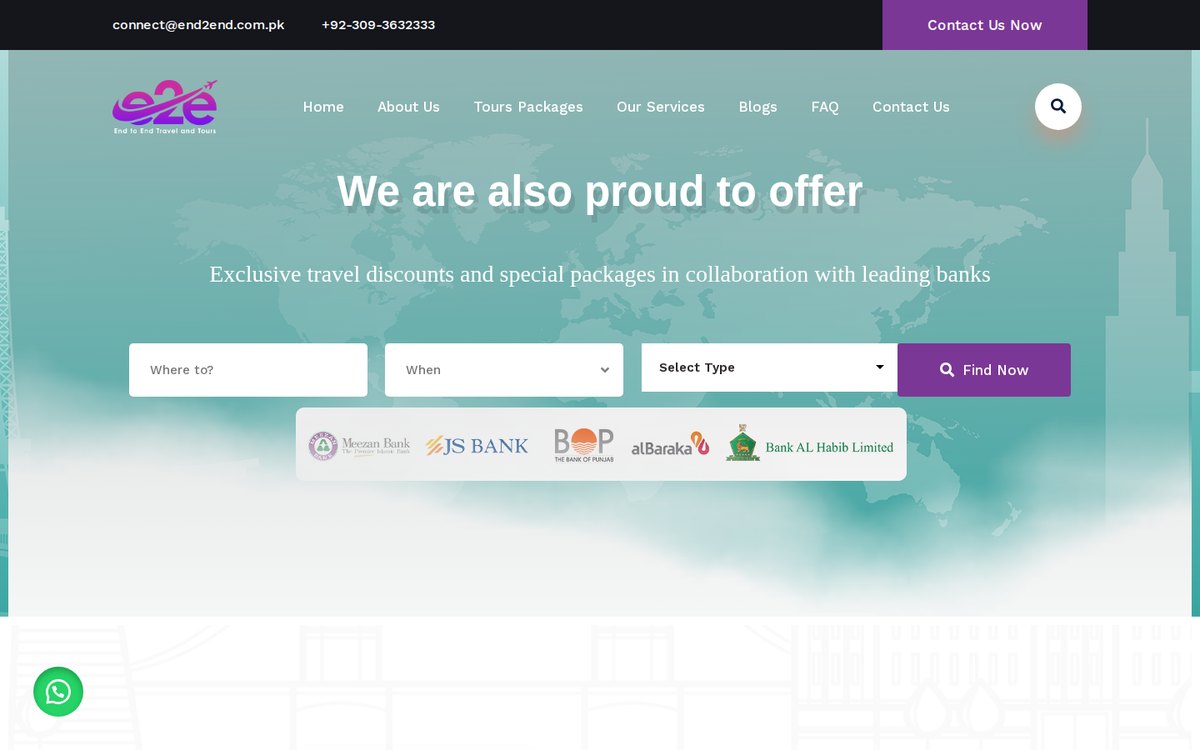 connect@end2end.com.pk +92-309-3632333 Contact Us Now
e2e
End to End Travel and Tours
Home About Us Tours Packages Our Services Blogs FAQ Contact Us
We are also proud to offer
Exclusive travel discounts and special packages in collaboration with leading banks
Where to? When Select Type Find Now
Meezan Bank
The Premier Islamic Bank
JS BANK
BOP
THE BANK OF PUNJAB
alBaraka
Bank AL Habib Limited